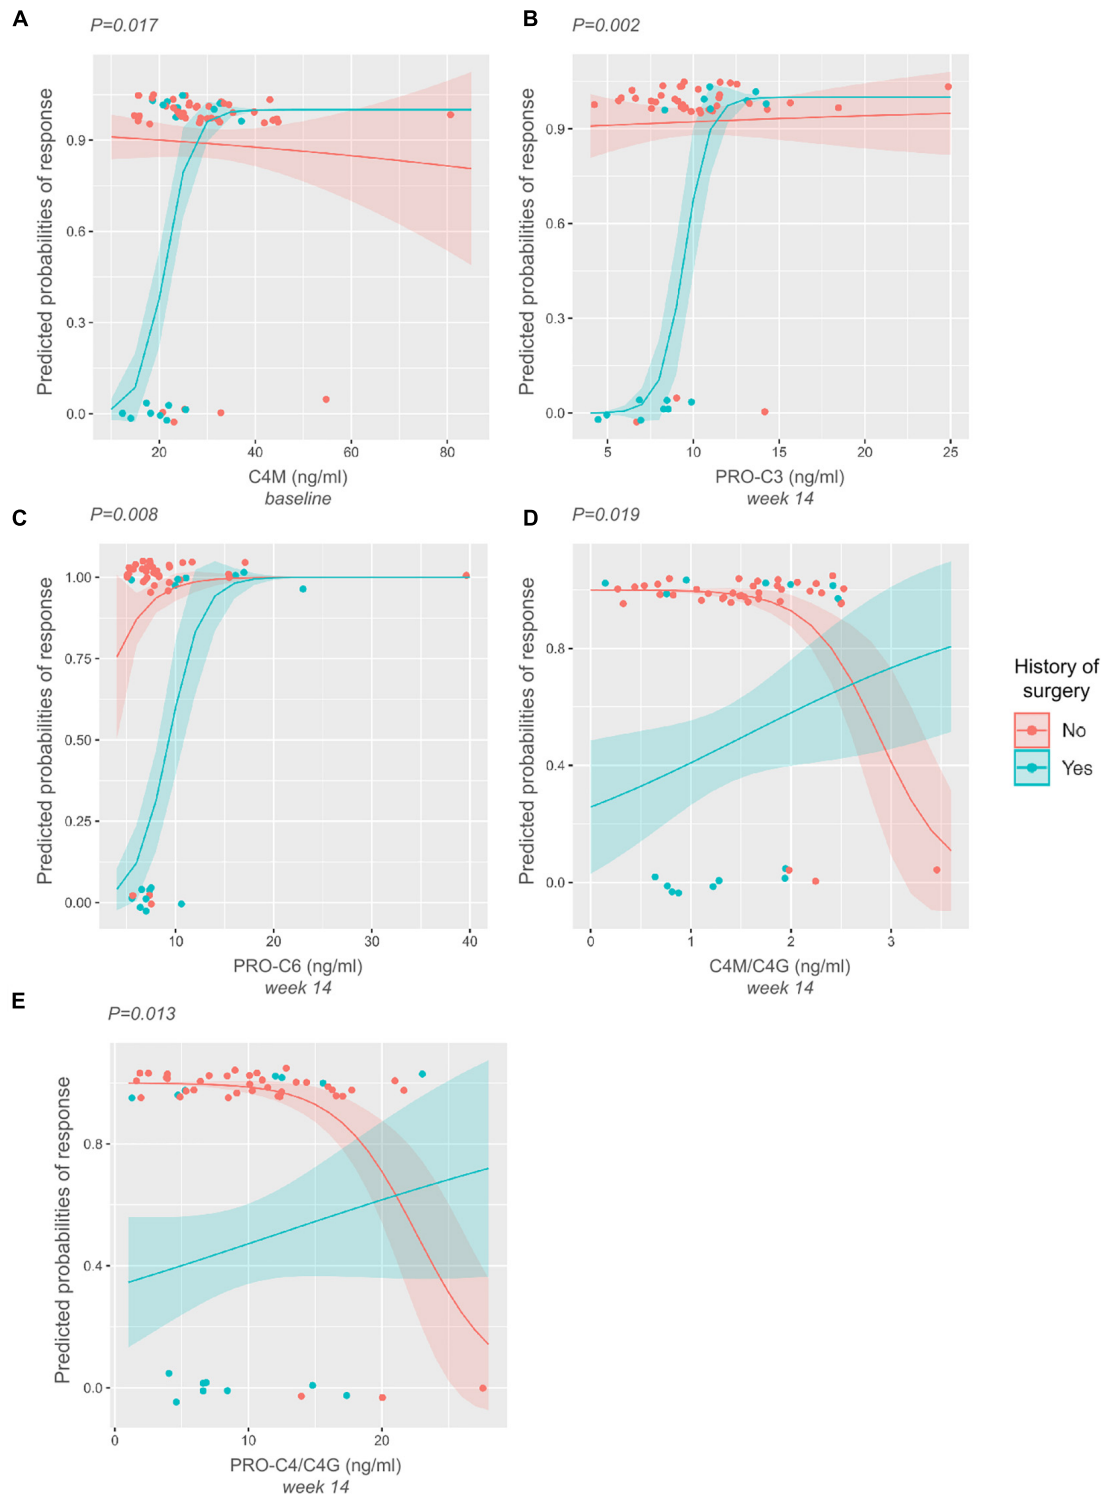 A
P=0.017
Predicted probabilities of response
0.9
0.6
0.3
0.0
20 40 60 80
C4M (ng/ml)
baseline
B
P=0.002
Predicted probabilities of response
0.9
0.6
0.3
0.0
5 10 15 20 25
PRO-C3 (ng/ml)
week 14
C
P=0.008
Predicted probabilities of response
1.00
0.75
0.50
0.25
0.00
10 20 30 40
PRO-C6 (ng/ml)
week 14
D
P=0.019
Predicted probabilities of response
0.8
0.4
0.0
0 1 2 3
C4M/C4G (ng/ml)
week 14
History of
surgery
No
Yes
E
P=0.013
Predicted probabilities of response
0.8
0.4
0.0
0 10 20
PRO-C4/C4G (ng/ml)
week 14